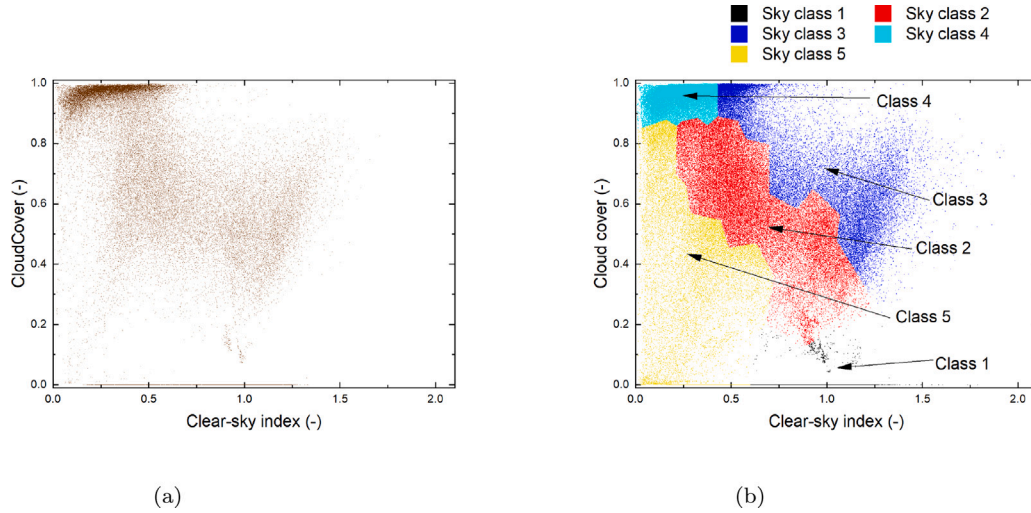 Sky class 1 Sky class 2
Sky class 3 Sky class 4
Sky class 5
CloudCover (-)
1.0
0.8
0.6
0.4
0.2
0.0
0.0 0.5 1.0 1.5 2.0
Clear-sky index (-)
(a)
Cloud cover (-)
1.0
0.8
0.6
0.4
0.2
0.0
Class 4
Class 3
Class 2
Class 5
Class 1
0.0 0.5 1.0 1.5 2.0
Clear-sky index (-)
(b)